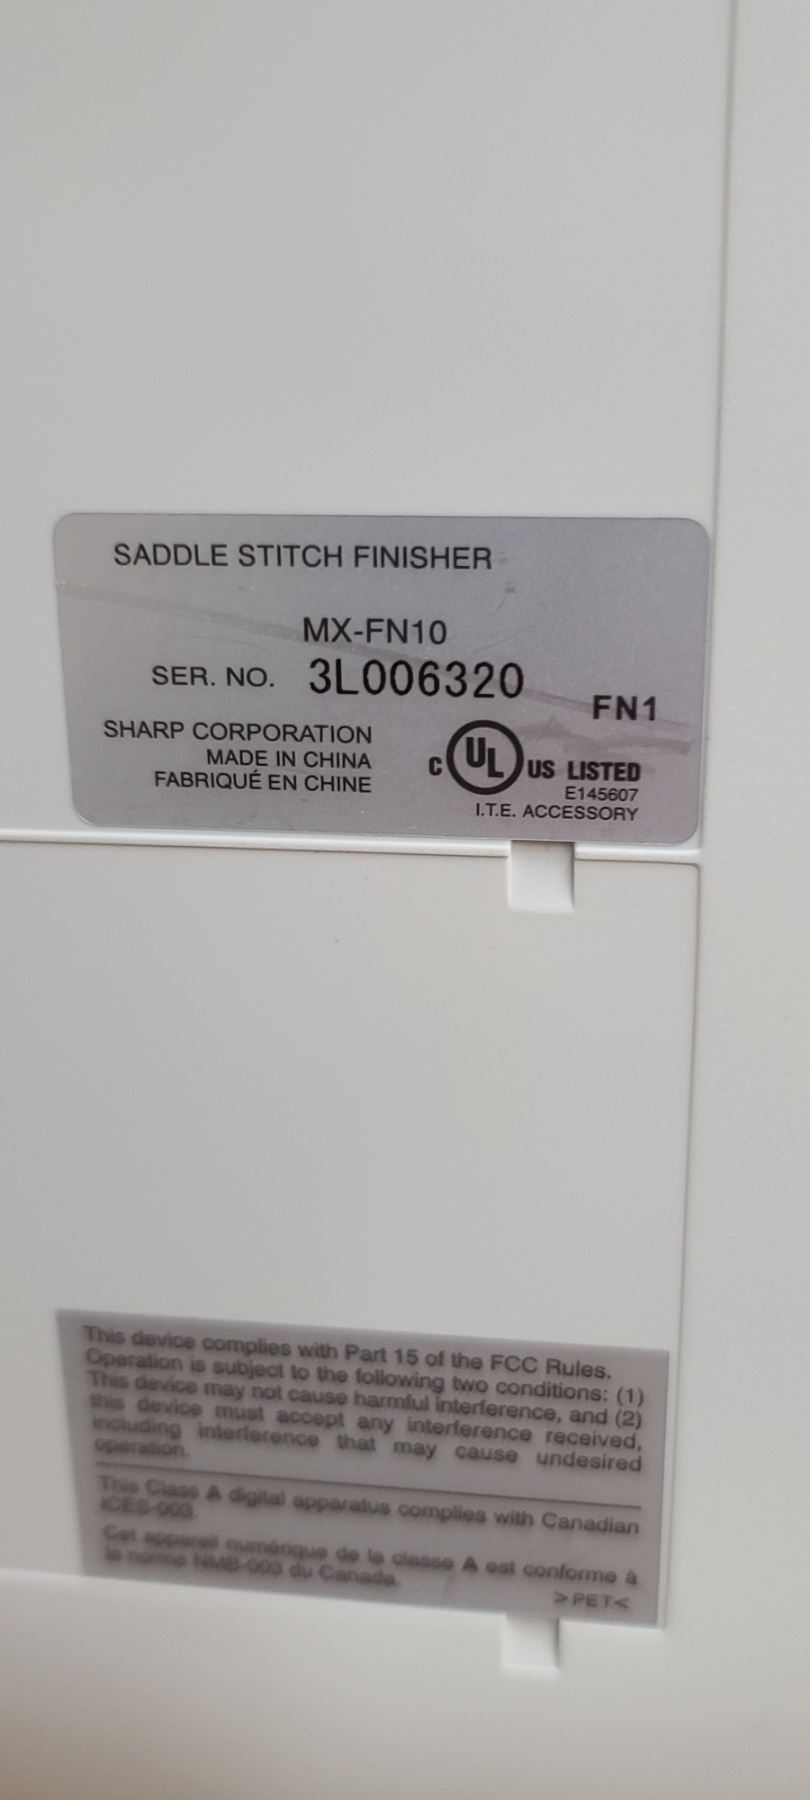 SADDLE STITCH FINISHER
MX-FN10
SER. NO. 3L006320
FN1
SHARP CORPORATION
MADE IN CHINA
FABRIQUÉ EN CHINE
C UL US LISTED
E145607
I.T.E. ACCESSORY
This device complies with Part 15 of the FCC Rules.
Operation is subject to the following two conditions: (1)
This device may not cause harmful interference, and (2)
this device must accept any interference received,
including interference that may cause undesired
operation.
This Class A digital apparatus complies with Canadian
ICES-003.
Cet appareil numérique de la classe A est conforme à
la norme NMB-003 du Canada.
>PET<